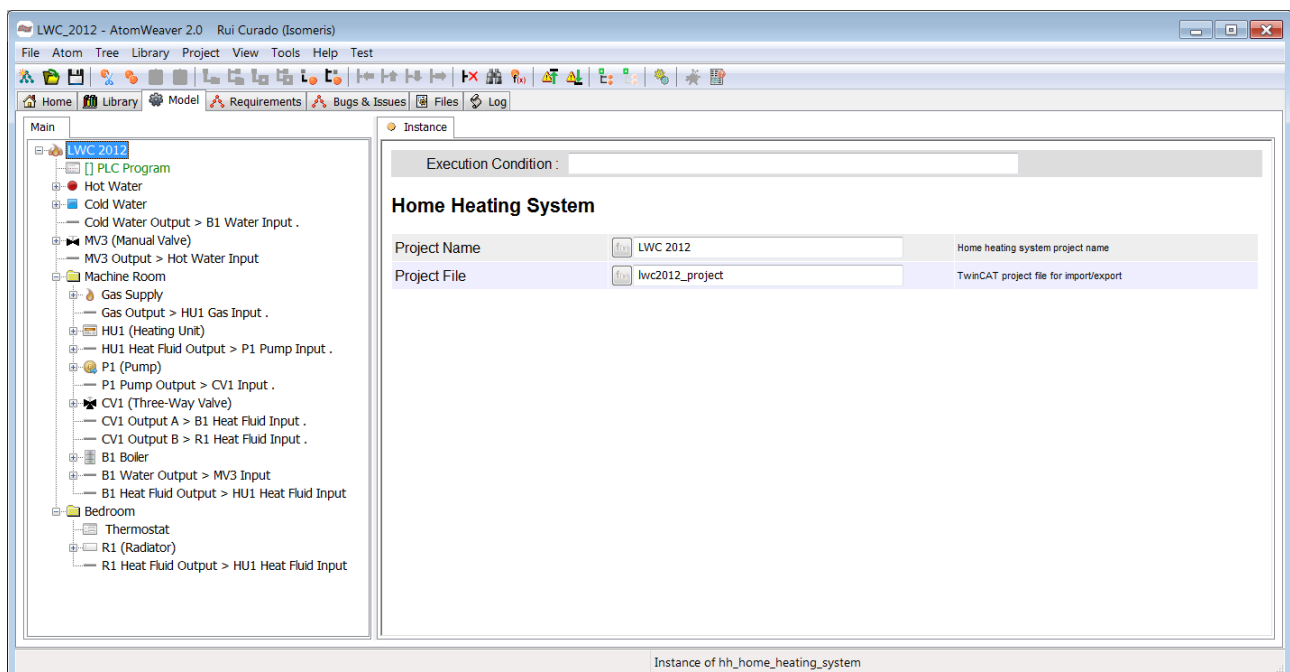 LWC_2012 - AtomWeaver 2.0 Rui Curado (Isomeris)
File Atom Tree Library Project View Tools Help Test
Home Library Model Requirements Bugs & Issues Files Log
Main
Instance
LWC 2012
[] PLC Program
Hot Water
Cold Water
Cold Water Output > B1 Water Input .
MV3 (Manual Valve)
MV3 Output > Hot Water Input
Machine Room
Gas Supply
Gas Output > HU1 Gas Input .
HU1 (Heating Unit)
HU1 Heat Fluid Output > P1 Pump Input .
P1 (Pump)
P1 Pump Output > CV1 Input .
CV1 (Three-Way Valve)
CV1 Output A > B1 Heat Fluid Input .
CV1 Output B > R1 Heat Fluid Input .
B1 Boiler
B1 Water Output > MV3 Input
B1 Heat Fluid Output > HU1 Heat Fluid Input
Bedroom
Thermostat
R1 (Radiator)
R1 Heat Fluid Output > HU1 Heat Fluid Input
Execution Condition :
Home Heating System
Project Name LWC 2012 Home heating system project name
Project File lwc2012_project TwinCAT project file for import/export
Instance of hh_home_heating_system